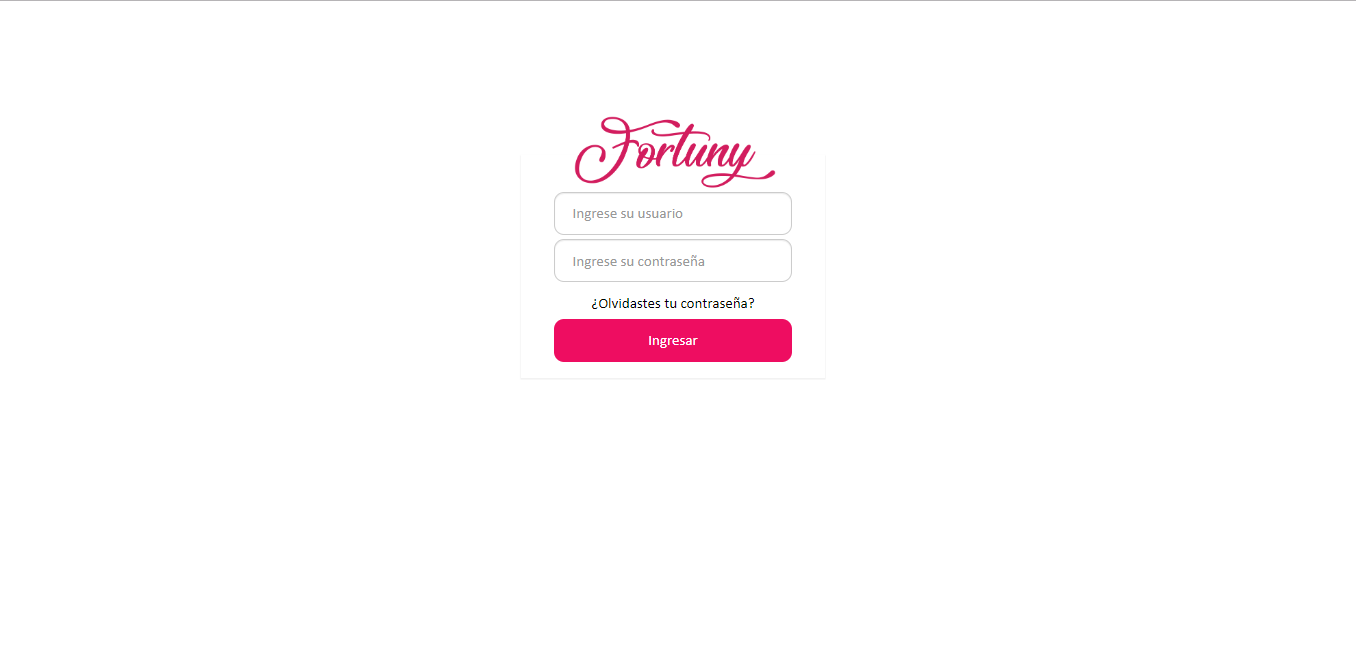 Fortuny
Ingrese su usuario
Ingrese su contraseña
¿Olvidastes tu contraseña?
Ingresar